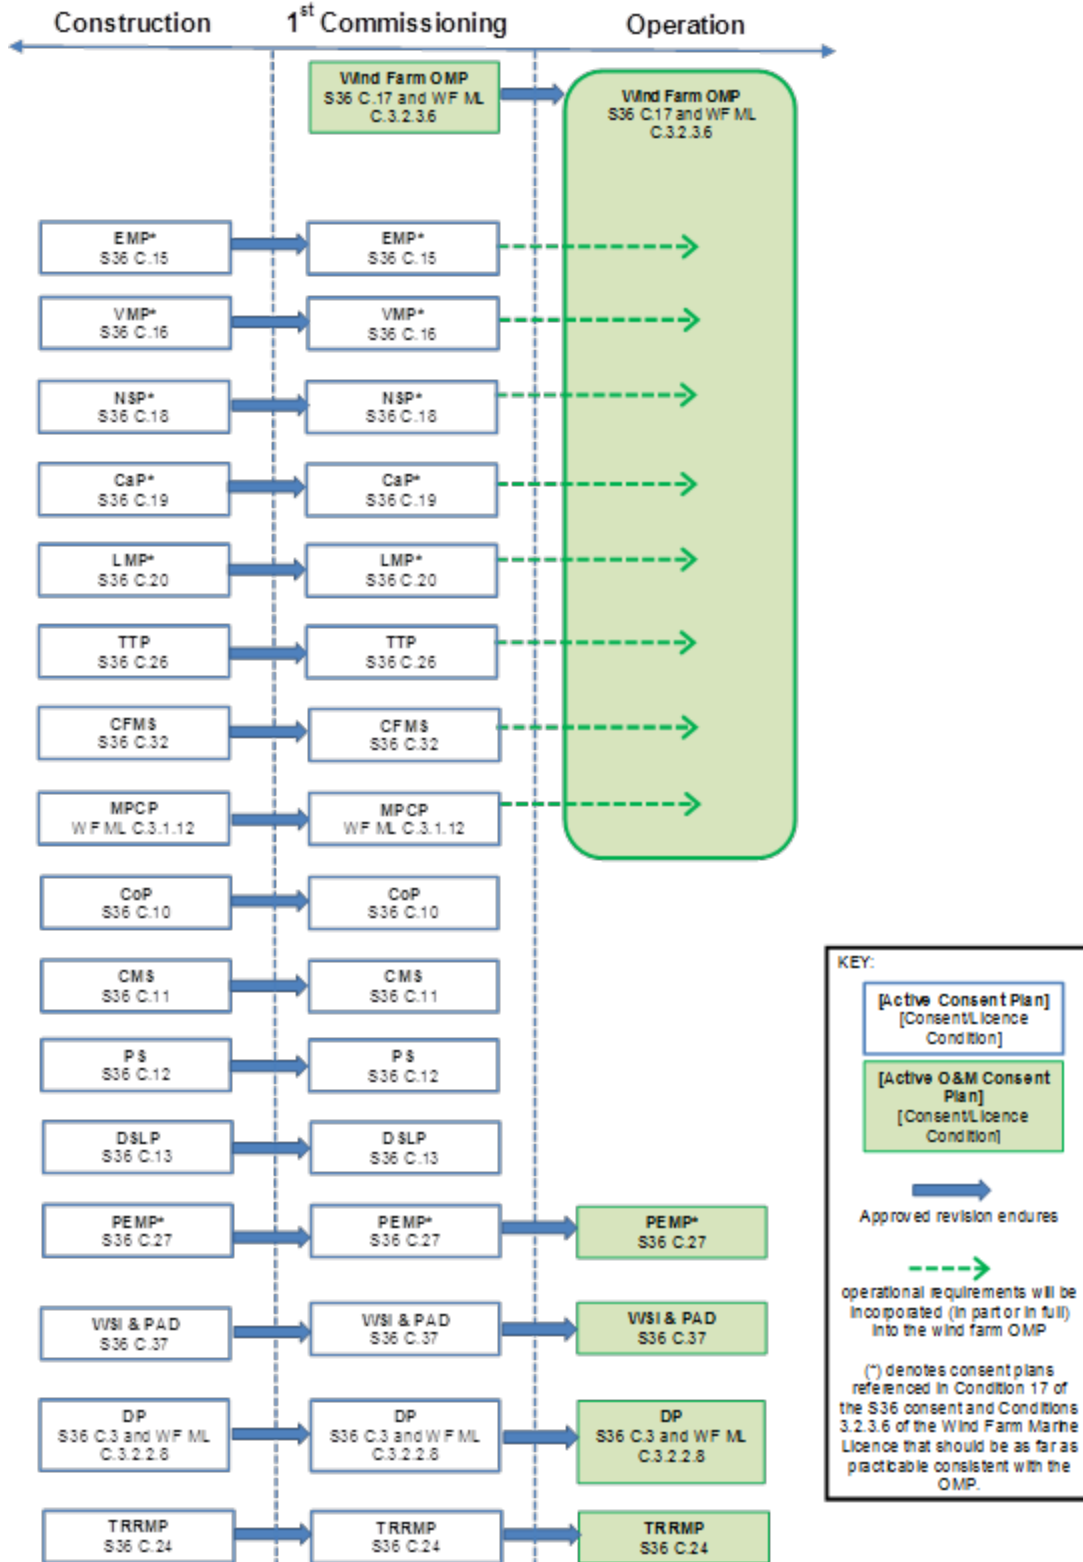 Construction
1st Commissioning
Operation
Wind Farm OMP
S36 C.17 and WF ML
C.3.2.3.6
Wind Farm OMP
S36 C.17 and WF ML
C.3.2.3.6
EMP*
S36 C.15
EMP*
S36 C.15
VMP*
S36 C.16
VMP*
S36 C.16
NSP*
S36 C.18
NSP*
S36 C.18
CaP*
S36 C.19
CaP*
S36 C.19
LMP*
S36 C.20
LMP*
S36 C.20
TTP
S36 C.26
TTP
S36 C.26
CFMS
S36 C.32
CFMS
S36 C.32
MPCP
WF ML C.3.1.12
MPCP
WF ML C.3.1.12
CoP
S36 C.10
CoP
S36 C.10
CMS
S36 C.11
CMS
S36 C.11
PS
S36 C.12
PS
S36 C.12
DSLP
S36 C.13
DSLP
S36 C.13
PEMP*
S36 C.27
PEMP*
S36 C.27
PEMP*
S36 C.27
WSI & PAD
S36 C.37
WSI & PAD
S36 C.37
WSI & PAD
S36 C.37
DP
S36 C.3 and WF ML
C.3.2.2.8
DP
S36 C.3 and WF ML
C.3.2.2.8
DP
S36 C.3 and WF ML
C.3.2.2.8
TRRMP
S36 C.24
TRRMP
S36 C.24
TRRMP
S36 C.24
KEY:
[Active Consent Plan]
[Consent/Licence
Condition]
[Active O&M Consent
Plan]
[Consent/Licence
Condition]
Approved revision endures
operational requirements will be
incorporated (in part or in full)
into the wind farm OMP
(*) denotes consent plans
referenced in Condition 17 of
the S36 consent and Conditions
3.2.3.6 of the Wind Farm Marine
Licence that should be as far as
practicable consistent with the
OMP.